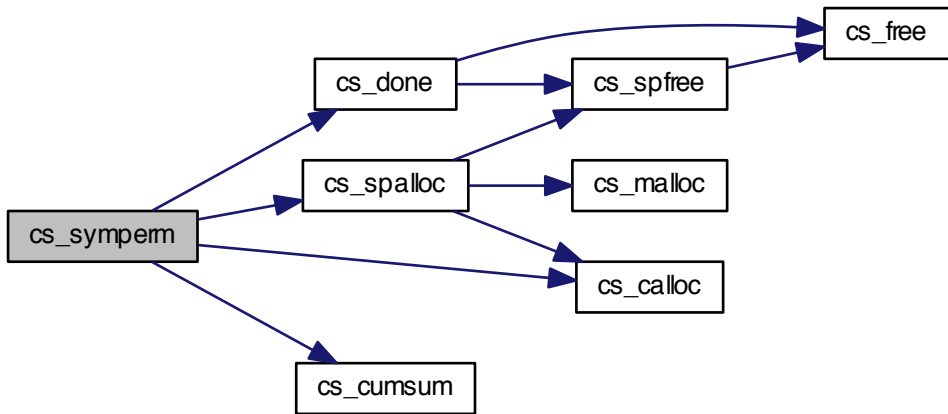 cs_free
cs_done
cs_spfree
cs_spalloc
cs_malloc
cs_symperm
cs_calloc
cs_cumsum